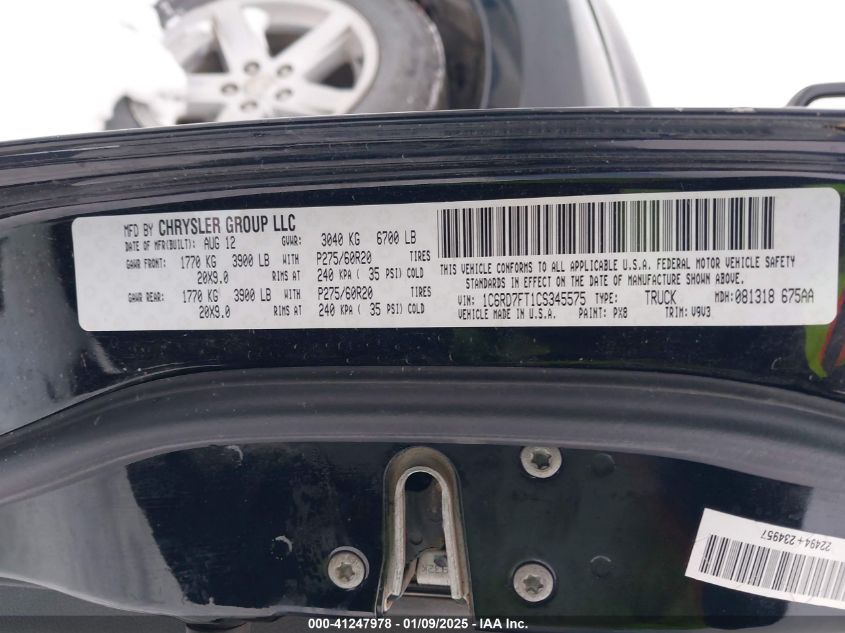 MFD BY CHRYSLER GROUP LLC
DATE OF MFR(BUILT): AUG 12 GVWR: 3040 KG 6700 LB
GAWR FRONT: 1770 KG 3900 LB WITH P275/60R20 TIRES
20X9.0 RIMS AT 240 KPA ( 35 PSI) COLD
GAWR REAR: 1770 KG 3900 LB WITH P275/60R20 TIRES
20X9.0 RIMS AT 240 KPA ( 35 PSI) COLD
THIS VEHICLE CONFORMS TO ALL APPLICABLE U.S.A. FEDERAL MOTOR VEHICLE SAFETY
STANDARDS IN EFFECT ON THE DATE OF MANUFACTURE SHOWN ABOVE.
VIN: 1C6RD7FT1CS345575 TYPE: TRUCK MDH: 081318 675AA
VEHICLE MADE IN U.S.A. PAINT: PX8 TRIM: V9V3
22494+234957
000-41247978 - 01/09/2025 - IAAI.COM